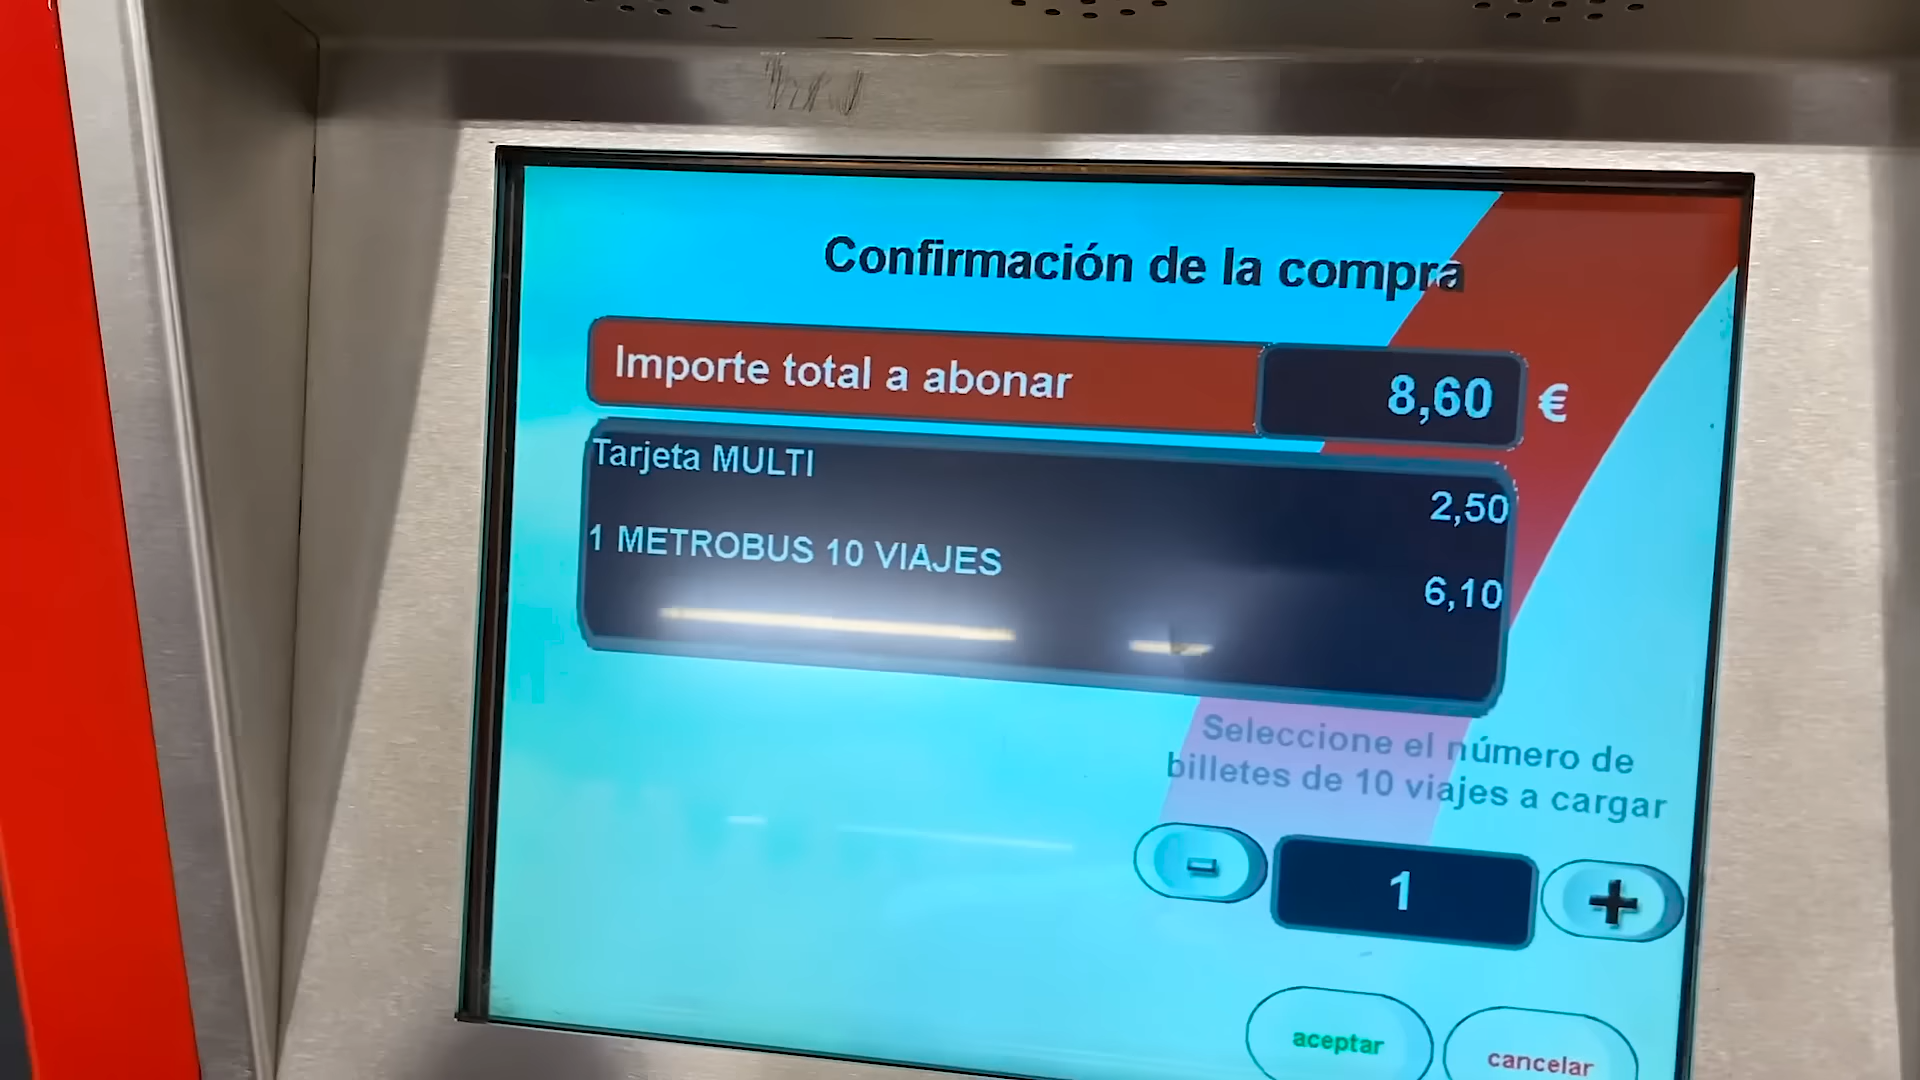 Confirmación de la compra
Importe total a abonar 8,60 €
Tarjeta MULTI
2,50
1 METROBUS 10 VIAJES
6,10
Seleccione el número de
billetes de 10 viajes a cargar
- 1 +
aceptar cancelar